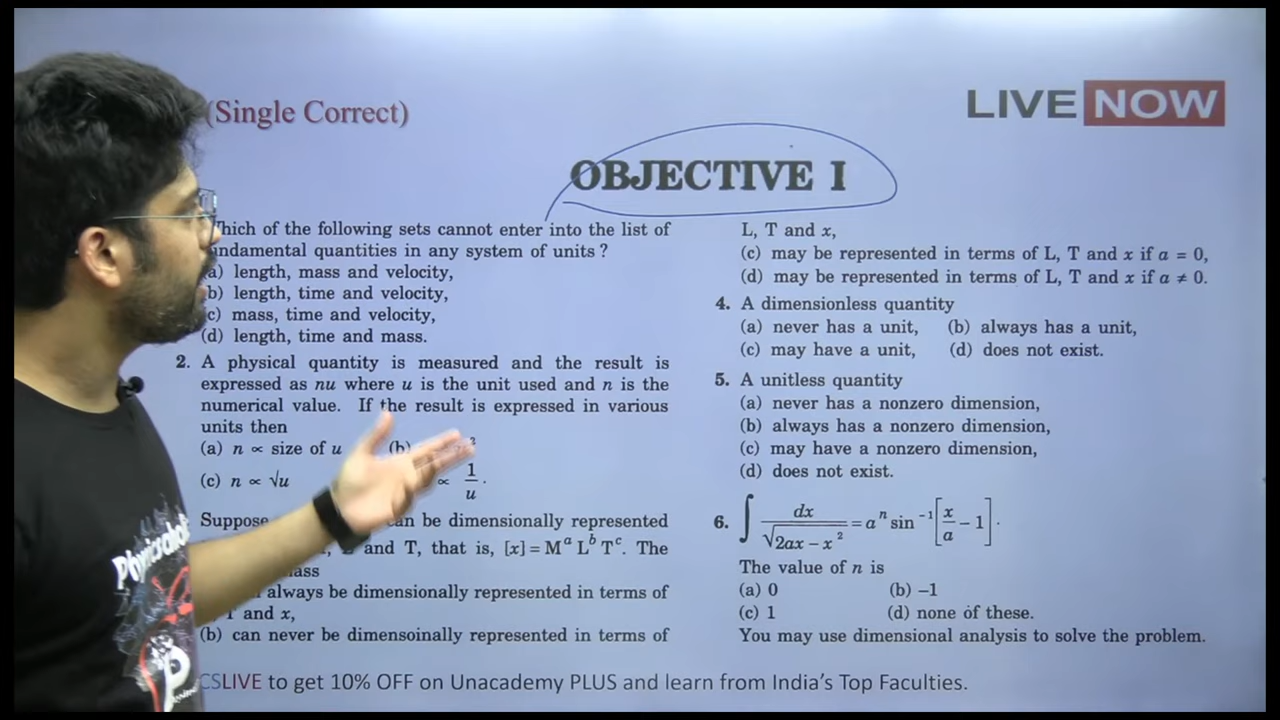 (Single Correct)
LIVE NOW
OBJECTIVE I
hich of the following sets cannot enter into the list of
undamental quantities in any system of units ?
(a) length, mass and velocity,
(b) length, time and velocity,
(c) mass, time and velocity,
(d) length, time and mass.
2. A physical quantity is measured and the result is
expressed as nu where u is the unit used and n is the
numerical value. If the result is expressed in various
units then
(a) n ∝ size of u (b) ²
(c) n ∝ √u ∝ 1/u.
Suppose can be dimensionally represented
and T, that is, [x] = MᵃLᵇTᶜ. The
ass
always be dimensionally represented in terms of
T and x,
(b) can never be dimensoinally represented in terms of
L, T and x,
(c) may be represented in terms of L, T and x if a = 0,
(d) may be represented in terms of L, T and x if a ≠ 0.
4. A dimensionless quantity
(a) never has a unit, (b) always has a unit,
(c) may have a unit, (d) does not exist.
5. A unitless quantity
(a) never has a nonzero dimension,
(b) always has a nonzero dimension,
(c) may have a nonzero dimension,
(d) does not exist.
6. ∫ dx/√2ax – x² = aⁿ sin⁻¹[x/a – 1].
The value of n is
(a) 0 (b) –1
(c) 1 (d) none of these.
You may use dimensional analysis to solve the problem.
CSLIVE to get 10% OFF on Unacademy PLUS and learn from India's Top Faculties.
Physicsaholic